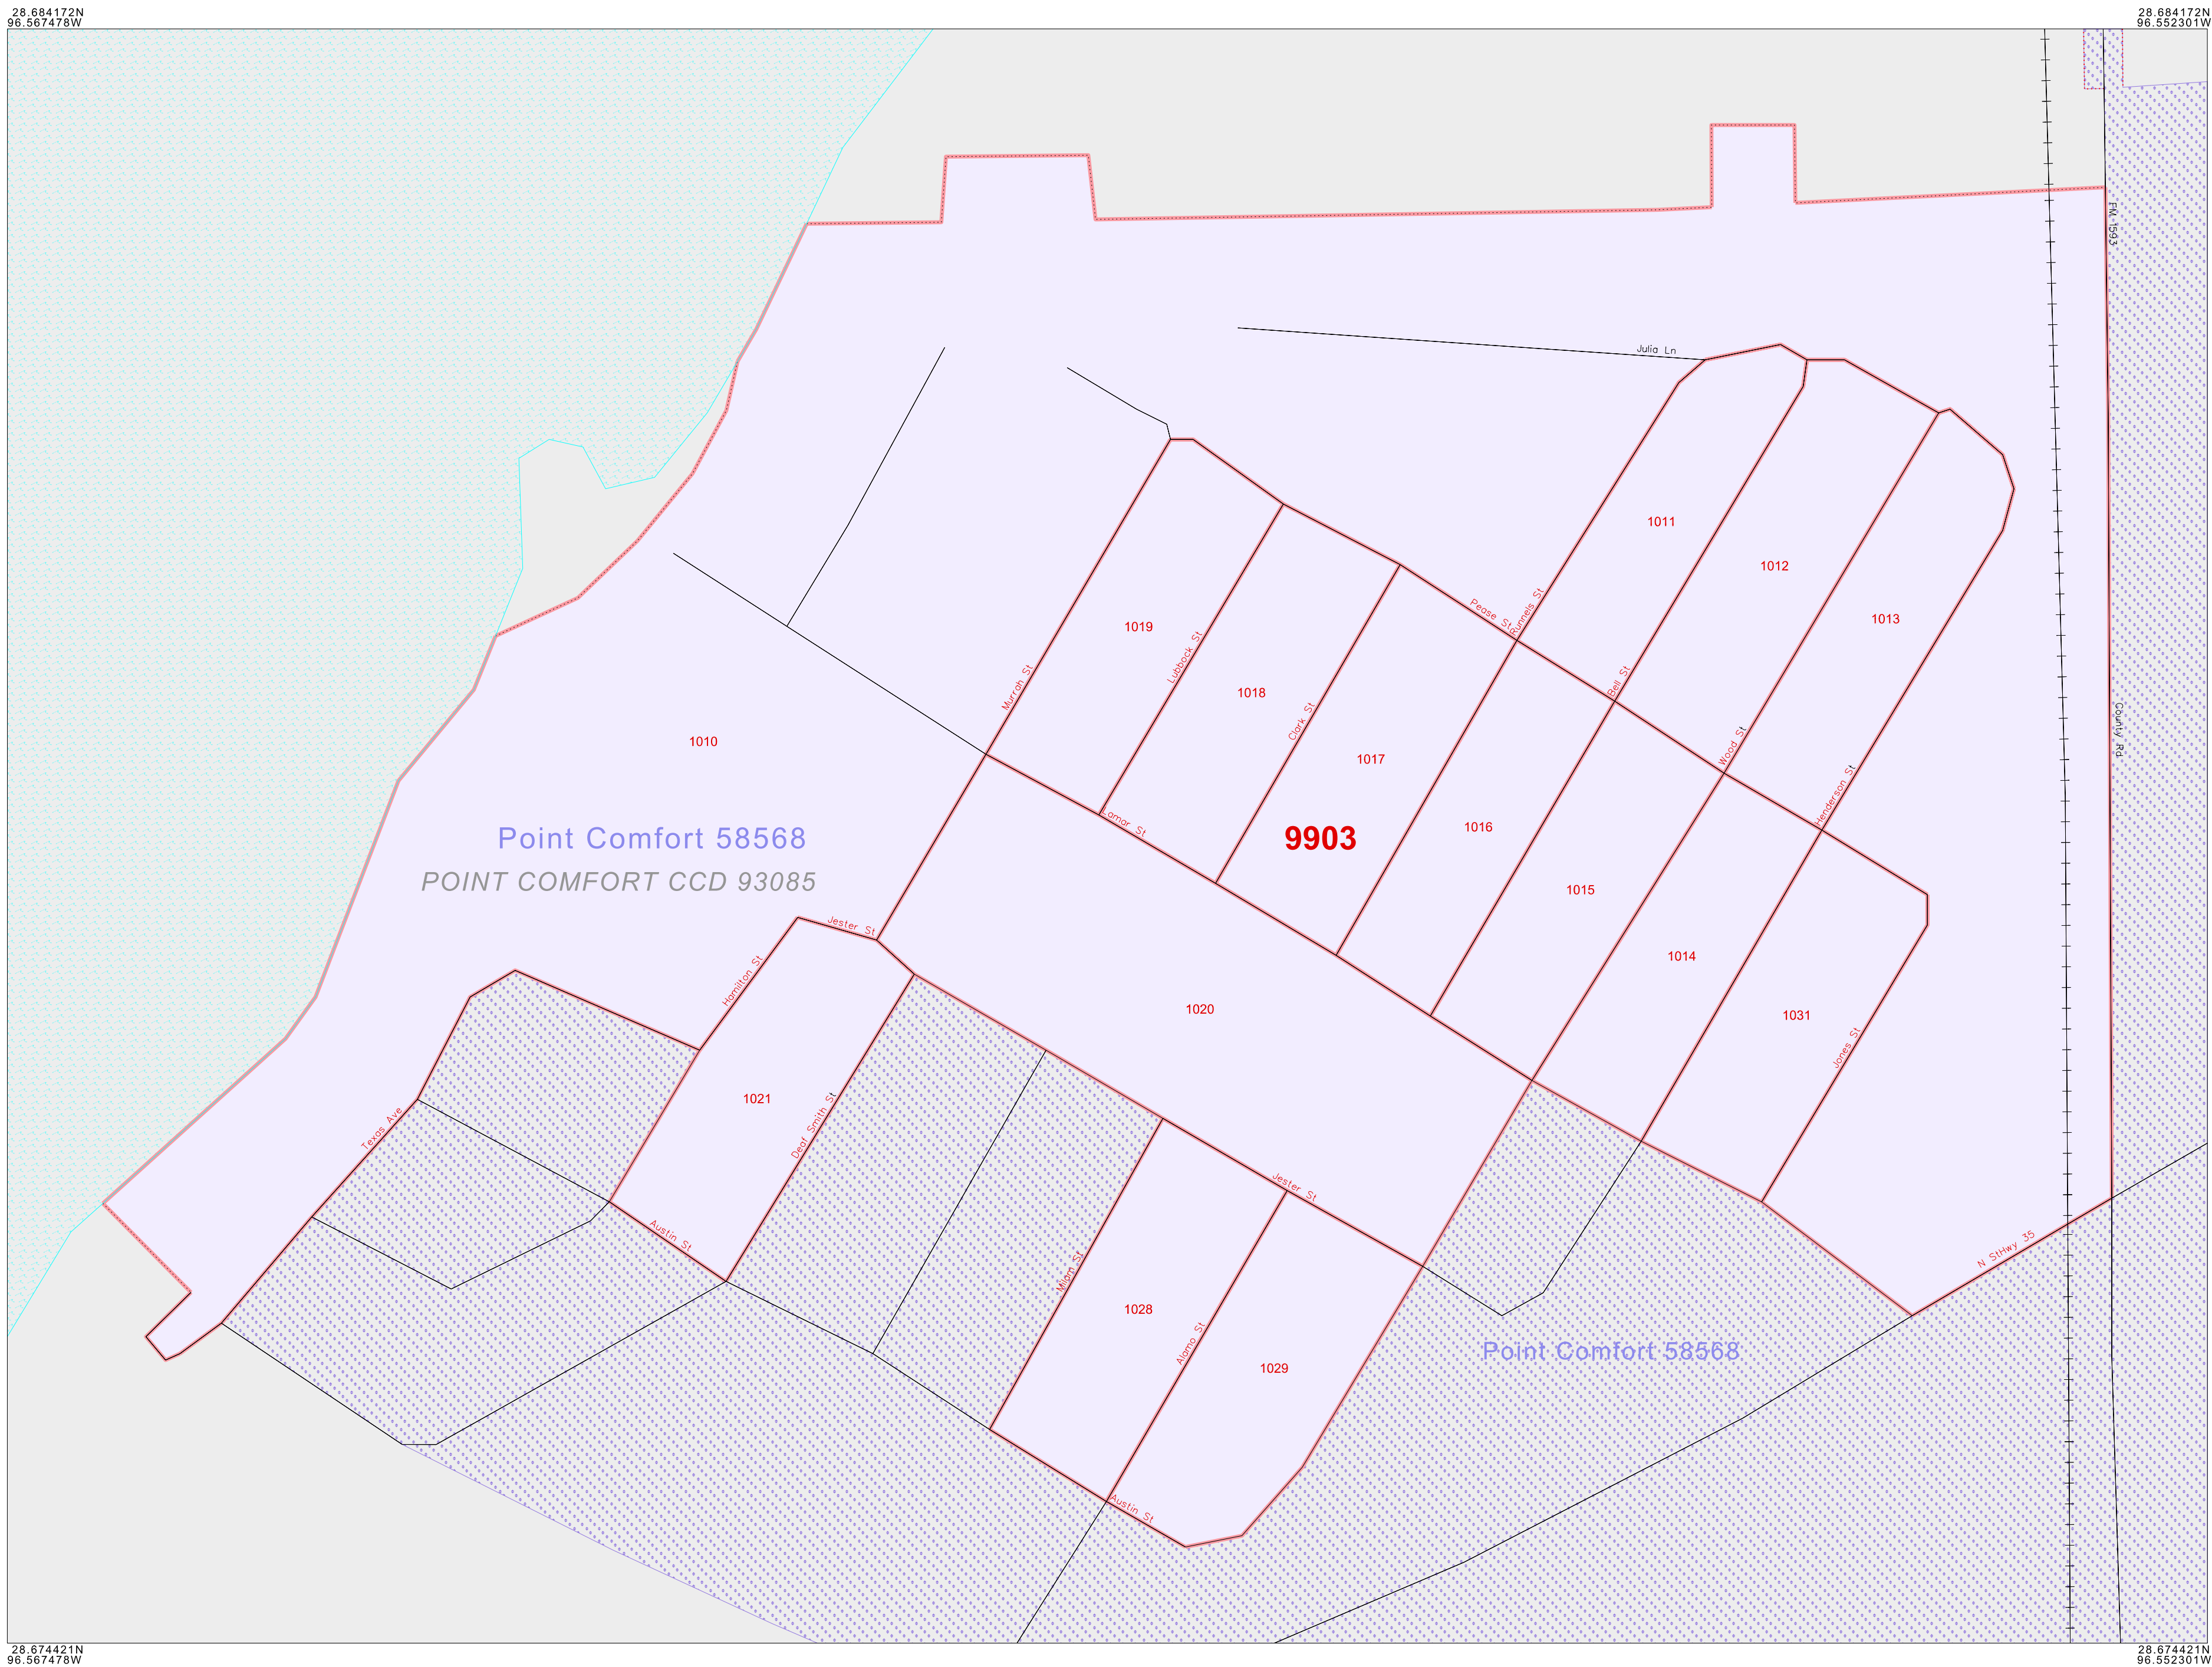 28.684172N
96.567478W
28.684172N
96.552301W
FM 1593
Julia Ln
1011
1012
1013
Pease St
Runnels St
1019
Lubbock St
Murrah St
1018
Bell St
Clark St
Wood St
County Rd
1010
1017
Henderson St
Lamar St
1016
Point Comfort 58568
9903
POINT COMFORT CCD 93085
1015
Jester St
Hamilton St
1014
1020
1031
Jones St
1021
Texas Ave
Deaf Smith St
Jester St
Austin St
N StHwy 35
Milam St
1028
Alamo St
Point Comfort 58568
1029
Austin St
28.674421N
96.567478W
28.674421N
96.552301W